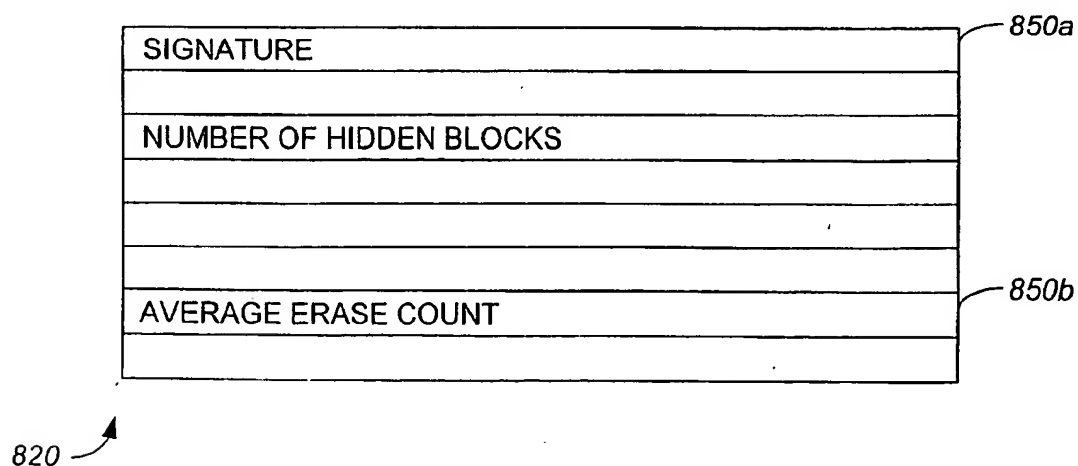 850a
SIGNATURE
NUMBER OF HIDDEN BLOCKS
850b
AVERAGE ERASE COUNT
820